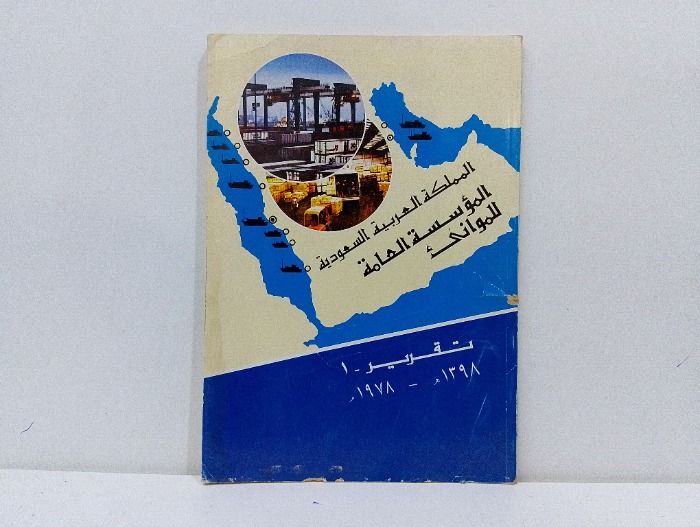 المملكة العربية السعودية
المؤسسة العامة
للموانئ
تقرير - ١
١٣٩٨هـ - ١٩٧٨م